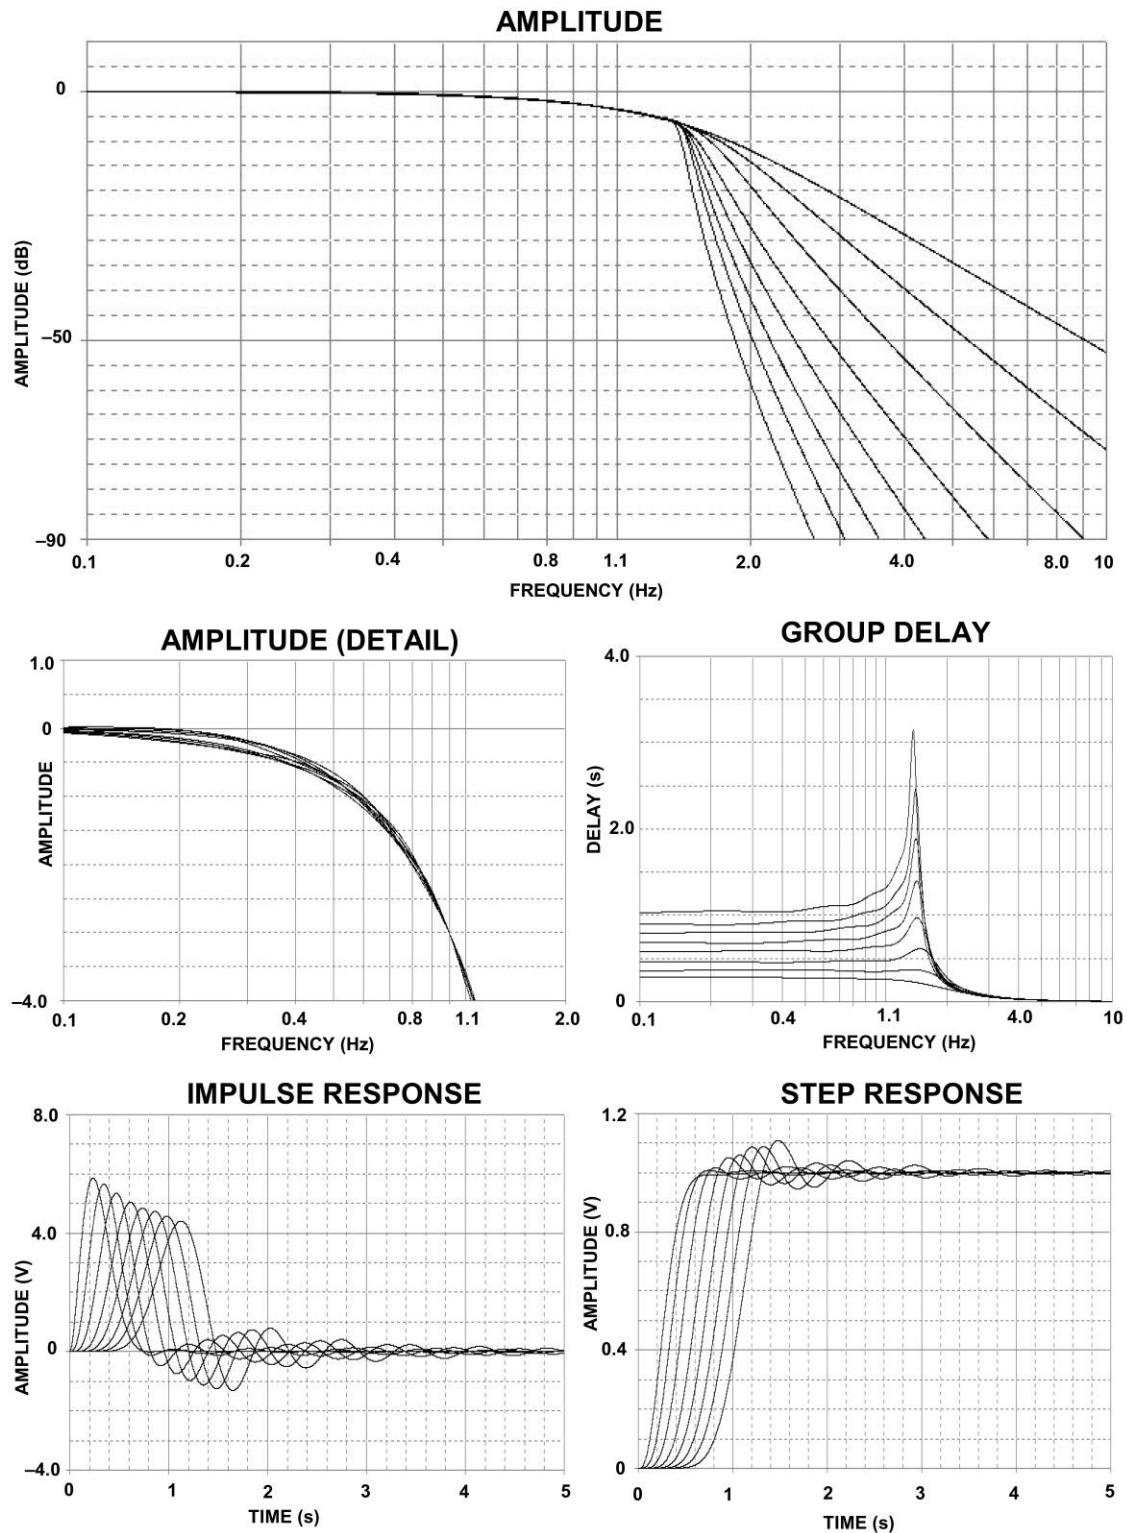 AMPLITUDE
0
–50
–90
AMPLITUDE (dB)
0.1 0.2 0.4 0.8 1.1 2.0 4.0 8.0 10
FREQUENCY (Hz)
AMPLITUDE (DETAIL)
1.0
0
–4.0
AMPLITUDE
0.1 0.2 0.4 0.8 1.1 2.0
FREQUENCY (Hz)
GROUP DELAY
4.0
2.0
0
DELAY (s)
0.1 0.4 1.1 4.0 10
FREQUENCY (Hz)
IMPULSE RESPONSE
8.0
4.0
0
–4.0
AMPLITUDE (V)
0 1 2 3 4 5
TIME (s)
STEP RESPONSE
1.2
0.8
0.4
0
AMPLITUDE (V)
0 1 2 3 4 5
TIME (s)